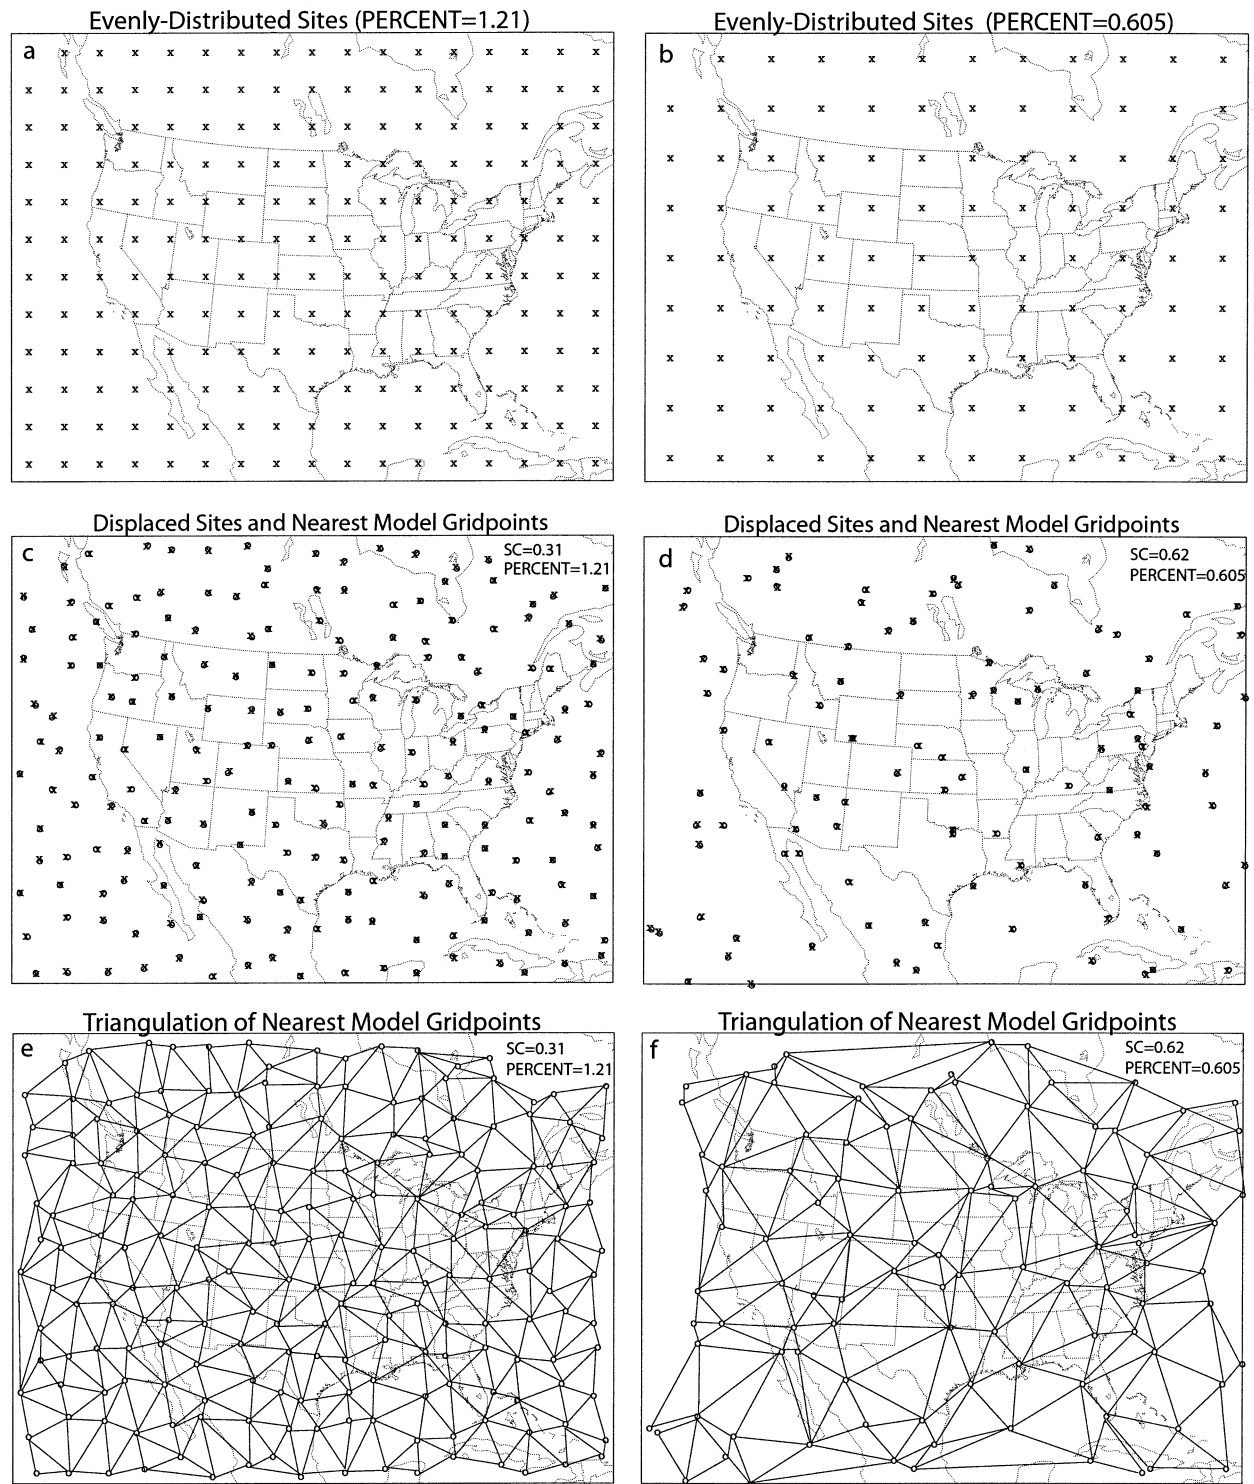 Evenly-Distributed Sites (PERCENT=1.21)
Evenly-Distributed Sites (PERCENT=0.605)
a
b
Displaced Sites and Nearest Model Gridpoints
Displaced Sites and Nearest Model Gridpoints
c
SC=0.31
PERCENT=1.21
d
SC=0.62
PERCENT=0.605
Triangulation of Nearest Model Gridpoints
Triangulation of Nearest Model Gridpoints
e
SC=0.31
PERCENT=1.21
f
SC=0.62
PERCENT=0.605